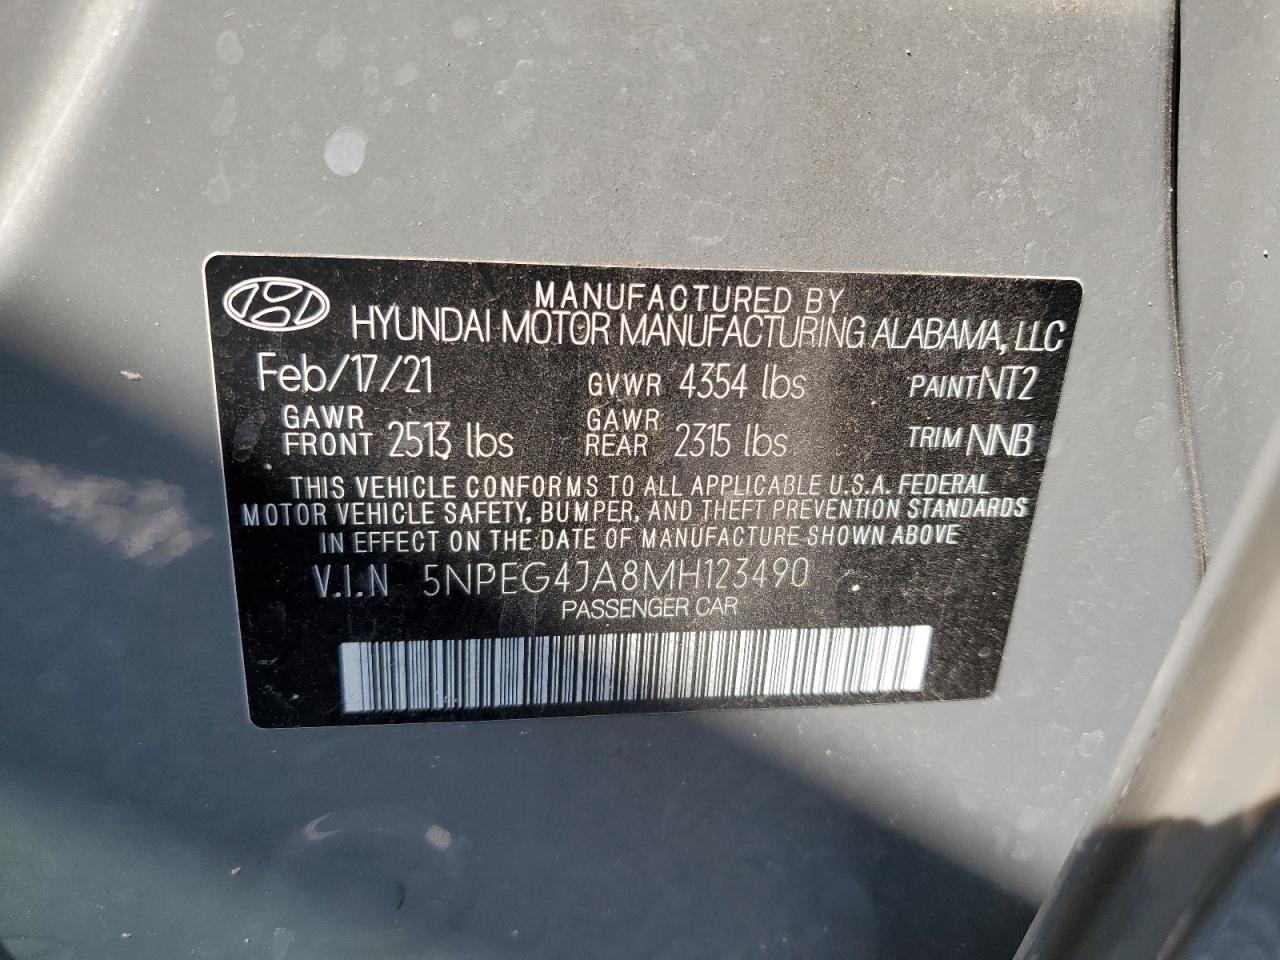 MANUFACTURED BY
HYUNDAI MOTOR MANUFACTURING ALABAMA, LLC
Feb/17/21 GVWR 4354 lbs PAINT NT2
GAWR FRONT 2513 lbs GAWR REAR 2315 lbs TRIM NNB
THIS VEHICLE CONFORMS TO ALL APPLICABLE U.S.A. FEDERAL
MOTOR VEHICLE SAFETY, BUMPER, AND THEFT PREVENTION STANDARDS
IN EFFECT ON THE DATE OF MANUFACTURE SHOWN ABOVE
V.I.N 5NPEG4JA8MH123490
PASSENGER CAR